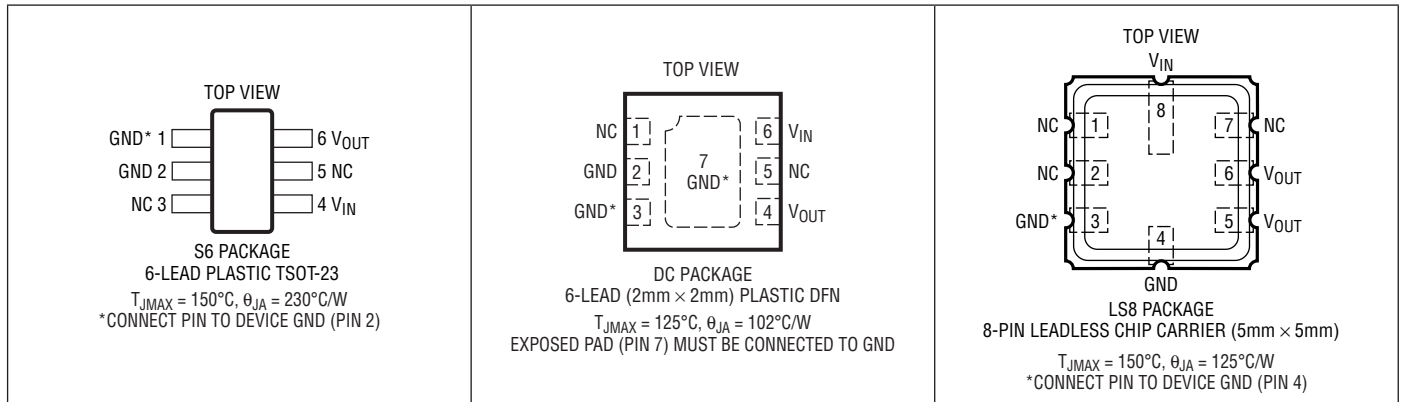 TOP VIEW
GND* 1
GND 2
NC 3
6 VOUT
5 NC
4 VIN
S6 PACKAGE
6-LEAD PLASTIC TSOT-23
TJMAX = 150°C, θJA = 230°C/W
*CONNECT PIN TO DEVICE GND (PIN 2)
TOP VIEW
NC 1
GND 2
GND* 3
7
GND*
6 VIN
5 NC
4 VOUT
DC PACKAGE
6-LEAD (2mm × 2mm) PLASTIC DFN
TJMAX = 125°C, θJA = 102°C/W
EXPOSED PAD (PIN 7) MUST BE CONNECTED TO GND
TOP VIEW
VIN
8
NC 1
NC 2
GND* 3
7 NC
6 VOUT
5 VOUT
4
GND
LS8 PACKAGE
8-PIN LEADLESS CHIP CARRIER (5mm × 5mm)
TJMAX = 150°C, θJA = 125°C/W
*CONNECT PIN TO DEVICE GND (PIN 4)